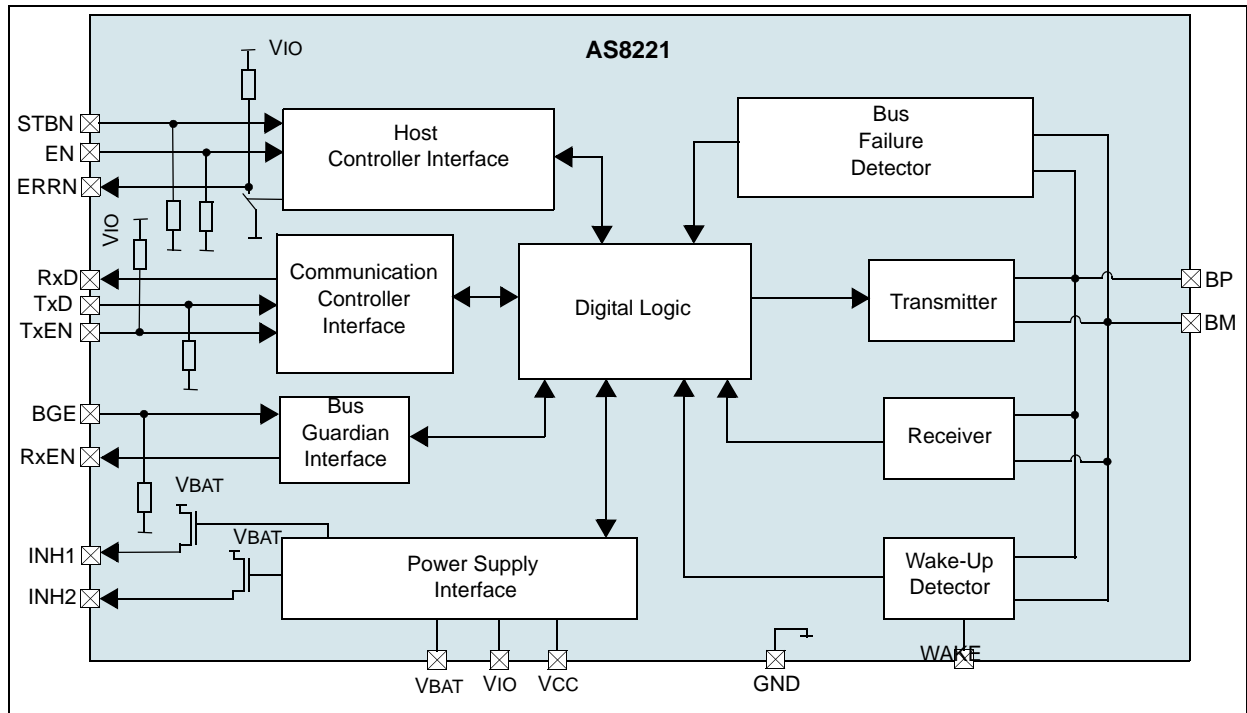 AS8221
VIO
STBN
EN
ERRN
Host
Controller Interface
Bus
Failure
Detector
VIO
RxD
TxD
TxEN
Communication
Controller
Interface
Digital Logic
Transmitter
BP
BM
BGE
RxEN
Bus
Guardian
Interface
Receiver
VBAT
VBAT
INH1
INH2
Power Supply
Interface
Wake-Up
Detector
VBAT
VIO
VCC
GND
WAKE